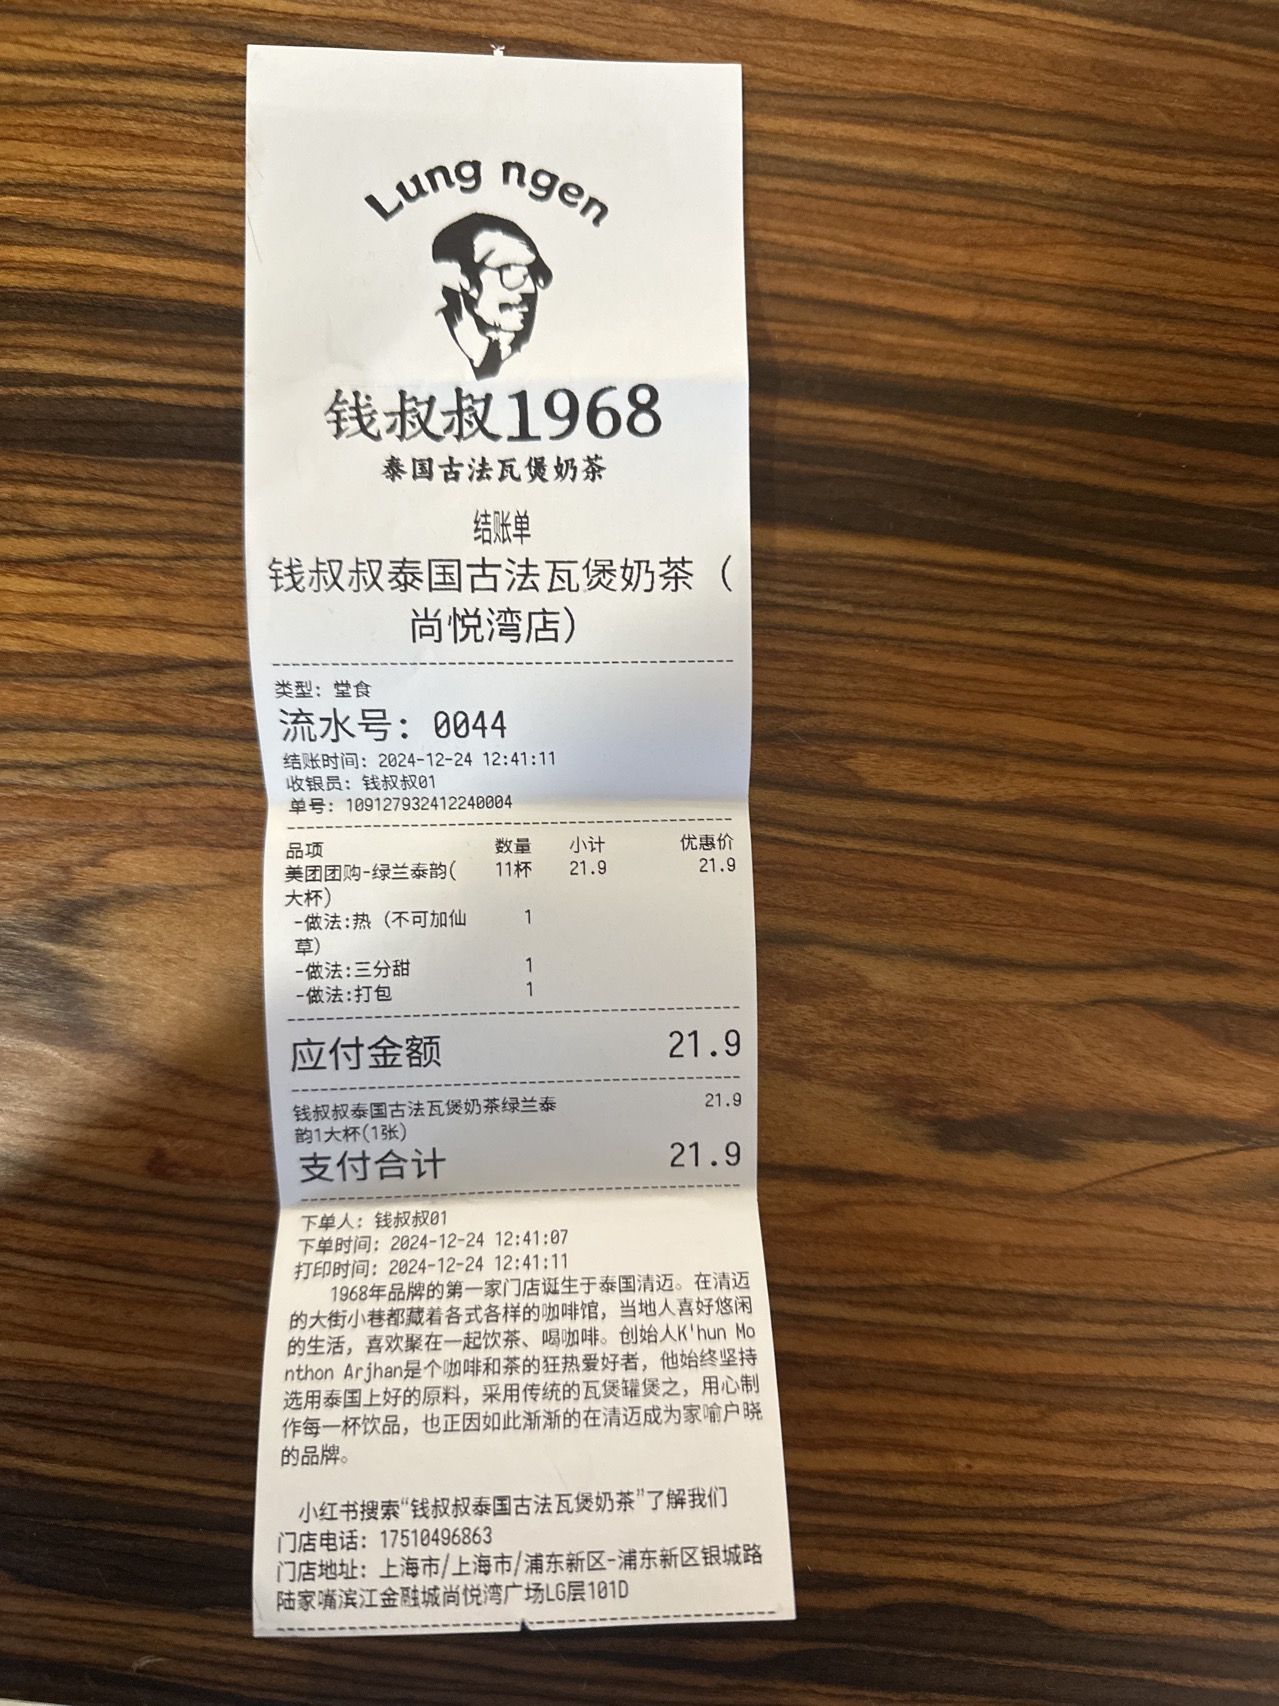 Lung ngen
钱叔叔1968
泰国古法瓦煲奶茶
结账单
钱叔叔泰国古法瓦煲奶茶（
尚悦湾店）
类型：堂食
流水号：0044
结账时间：2024-12-24 12:41:11
收银员：钱叔叔01
单号：109127932412240004
品项 数量 小计 优惠价
美团团购-绿兰泰韵( 11杯 21.9 21.9
大杯)
-做法:热（不可加仙 1
草）
-做法:三分甜 1
-做法:打包 1
应付金额 21.9
钱叔叔泰国古法瓦煲奶茶绿兰泰 21.9
韵1大杯(1张)
支付合计 21.9
下单人：钱叔叔01
下单时间：2024-12-24 12:41:07
打印时间：2024-12-24 12:41:11
1968年品牌的第一家门店诞生于泰国清迈。在清迈
的大街小巷都藏着各式各样的咖啡馆，当地人喜好悠闲
的生活，喜欢聚在一起饮茶、喝咖啡。创始人K'hun Mo
nthon Arjhan是个咖啡和茶的狂热爱好者，他始终坚持
选用泰国上好的原料，采用传统的瓦煲罐煲之，用心制
作每一杯饮品，也正因如此渐渐的在清迈成为家喻户晓
的品牌。
小红书搜索“钱叔叔泰国古法瓦煲奶茶”了解我们
门店电话：17510496863
门店地址：上海市/上海市/浦东新区-浦东新区银城路
陆家嘴滨江金融城尚悦湾广场LG层101D